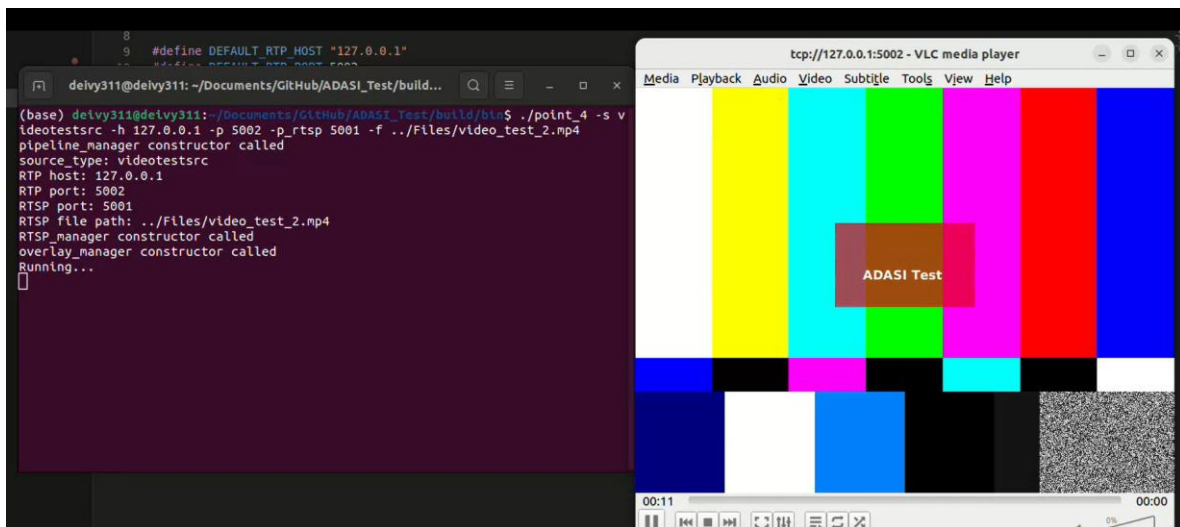 8
9 #define DEFAULT_RTP_HOST "127.0.0.1"
10 #define DEFAULT_RTP_PORT 5002
deivy311@deivy311: ~/Documents/GitHub/ADASI_Test/build...
(base) deivy311@deivy311:~/Documents/GitHub/ADASI_Test/build/bin$ ./point_4 -s v
ideotestsrc -h 127.0.0.1 -p 5002 -p_rtsp 5001 -f ../Files/video_test_2.mp4
pipeline_manager constructor called
source_type: videotestsrc
RTP host: 127.0.0.1
RTP port: 5002
RTSP port: 5001
RTSP file path: ../Files/video_test_2.mp4
RTSP_manager constructor called
overlay_manager constructor called
Running...
tcp://127.0.0.1:5002 - VLC media player
Media Playback Audio Video Subtitle Tools View Help
ADASI Test
00:11 00:00
0%